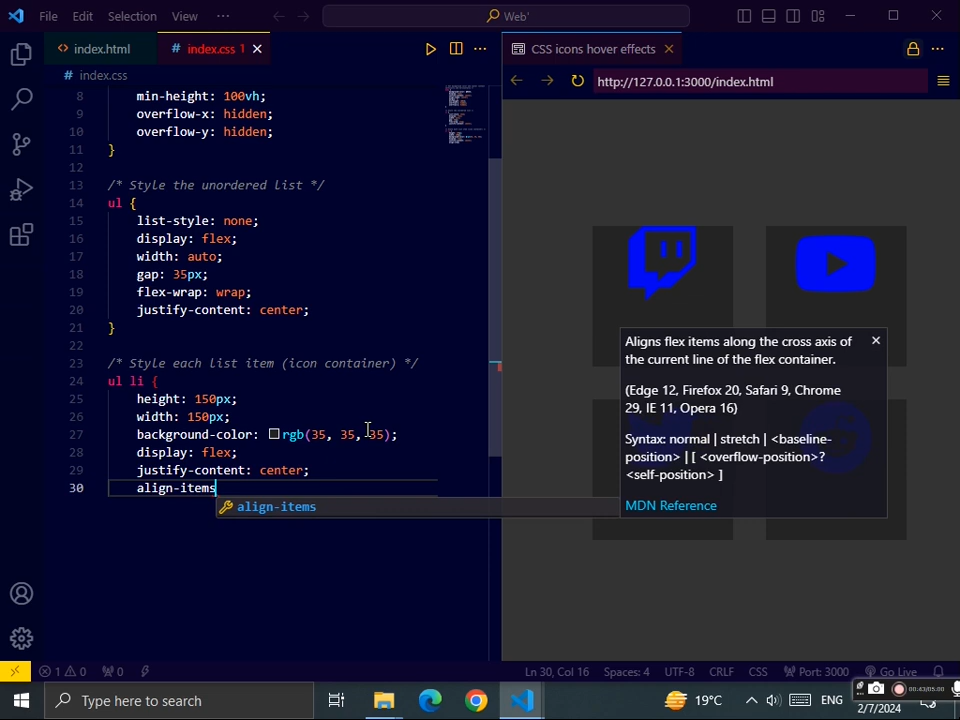 File Edit Selection View ··· Web'
index.html
index.css 1
CSS icons hover effects
index.css
http://127.0.0.1:3000/index.html
8 min-height: 100vh;
9 overflow-x: hidden;
10 overflow-y: hidden;
11 }
12
13 /* Style the unordered list */
14 ul {
15 list-style: none;
16 display: flex;
17 width: auto;
18 gap: 35px;
19 flex-wrap: wrap;
20 justify-content: center;
21 }
22
23 /* Style each list item (icon container) */
24 ul li {
25 height: 150px;
26 width: 150px;
27 background-color: rgb(35, 35, 35);
28 display: flex;
29 justify-content: center;
30 align-items
align-items
Aligns flex items along the cross axis of
the current line of the flex container.
(Edge 12, Firefox 20, Safari 9, Chrome
29, IE 11, Opera 16)
Syntax: normal | stretch | <baseline-
position> | [ <overflow-position>?
<self-position> ]
MDN Reference
1 0 0 Ln 30, Col 16 Spaces: 4 UTF-8 CRLF CSS Port: 3000 Go Live
Type here to search
19°C
ENG
00:43/05:00
2/7/2024